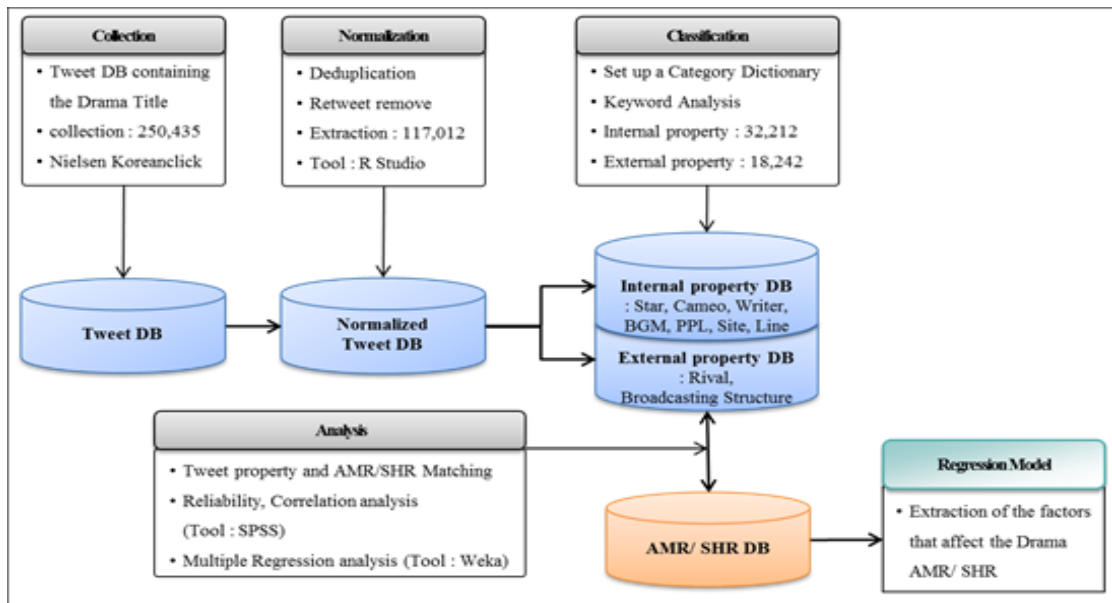 Collection
• Tweet DB containing
the Drama Title
• collection : 250,435
• Nielsen Koreanclick
Normalization
• Deduplication
• Retweet remove
• Extraction : 117,012
• Tool : R Studio
Classification
• Set up a Category Dictionary
• Keyword Analysis
• Internal property : 32,212
• External property : 18,242
Tweet DB
Normalized
Tweet DB
Internal property DB
: Star, Cameo, Writer,
BGM, PPL, Site, Line
External property DB
: Rival,
Broadcasting Structure
Analysis
• Tweet property and AMR/SHR Matching
• Reliability, Correlation analysis
(Tool : SPSS)
• Multiple Regression analysis (Tool : Weka)
AMR/ SHR DB
Regression Model
• Extraction of the factors
that affect the Drama
AMR/ SHR